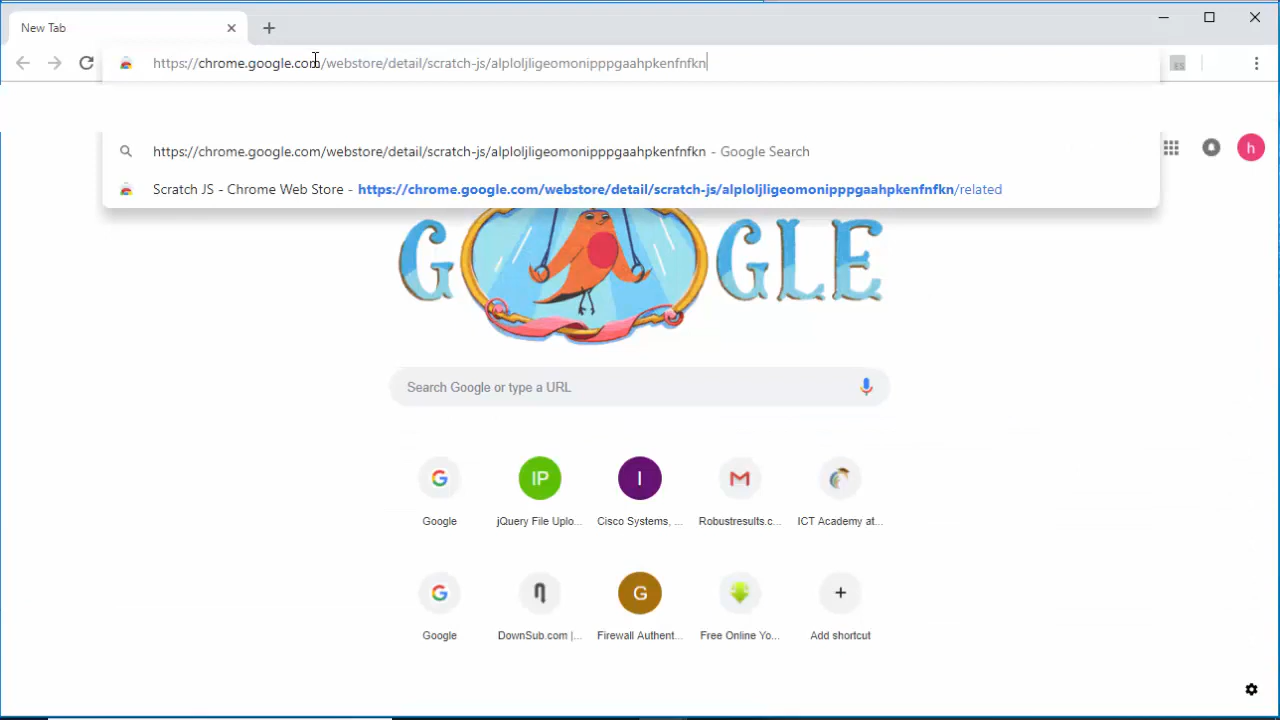 New Tab
https://chrome.google.com/webstore/detail/scratch-js/alploljligeomonipppgaahpkenfnfkn
https://chrome.google.com/webstore/detail/scratch-js/alploljligeomonipppgaahpkenfnfkn - Google Search
Scratch JS - Chrome Web Store - https://chrome.google.com/webstore/detail/scratch-js/alploljligeomonipppgaahpkenfnfkn/related
ES
h
G GLE
Search Google or type a URL
G IP I M
Google jQuery File Uplo... Cisco Systems, ... Robustresults.c... ICT Academy at...
G G
Google DownSub.com |... Firewall Authent... Free Online Yo... Add shortcut